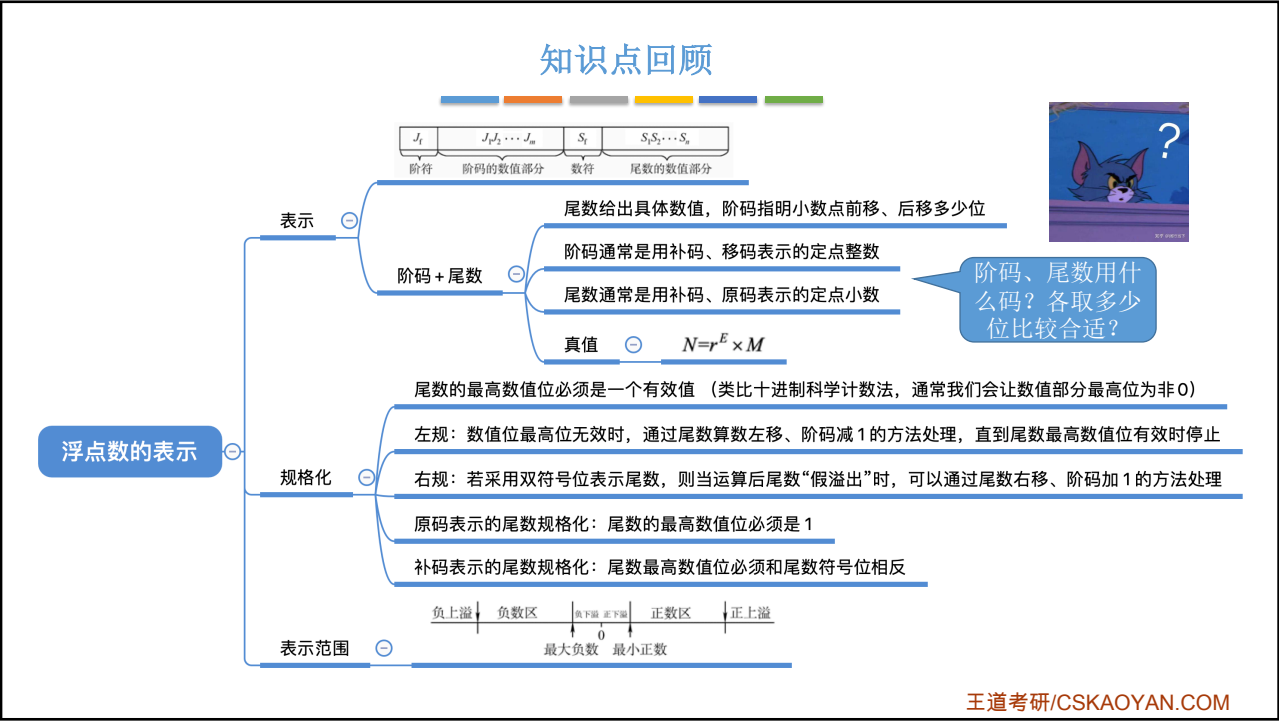 知识点回顾
J_f J_1J_2···J_m S_f S_1S_2···S_n
阶符 阶码的数值部分 数符 尾数的数值部分
表示
阶码 + 尾数
尾数给出具体数值，阶码指明小数点前移、后移多少位
阶码通常是用补码、移码表示的定点整数
尾数通常是用补码、原码表示的定点小数
真值
N=r^E × M
?
阶码、尾数用什
么码？各取多少
位比较合适？
浮点数的表示
规格化
尾数的最高数值位必须是一个有效值 （类比十进制科学计数法，通常我们会让数值部分最高位为非0）
左规：数值位最高位无效时，通过尾数算数左移、阶码减1的方法处理，直到尾数最高数值位有效时停止
右规：若采用双符号位表示尾数，则当运算后尾数“假溢出”时，可以通过尾数右移、阶码加1的方法处理
原码表示的尾数规格化：尾数的最高数值位必须是1
补码表示的尾数规格化：尾数最高数值位必须和尾数符号位相反
表示范围
负上溢 负数区 负下溢 正下溢 正数区 正上溢
0
最大负数 最小正数
王道考研/CSKAOYAN.COM